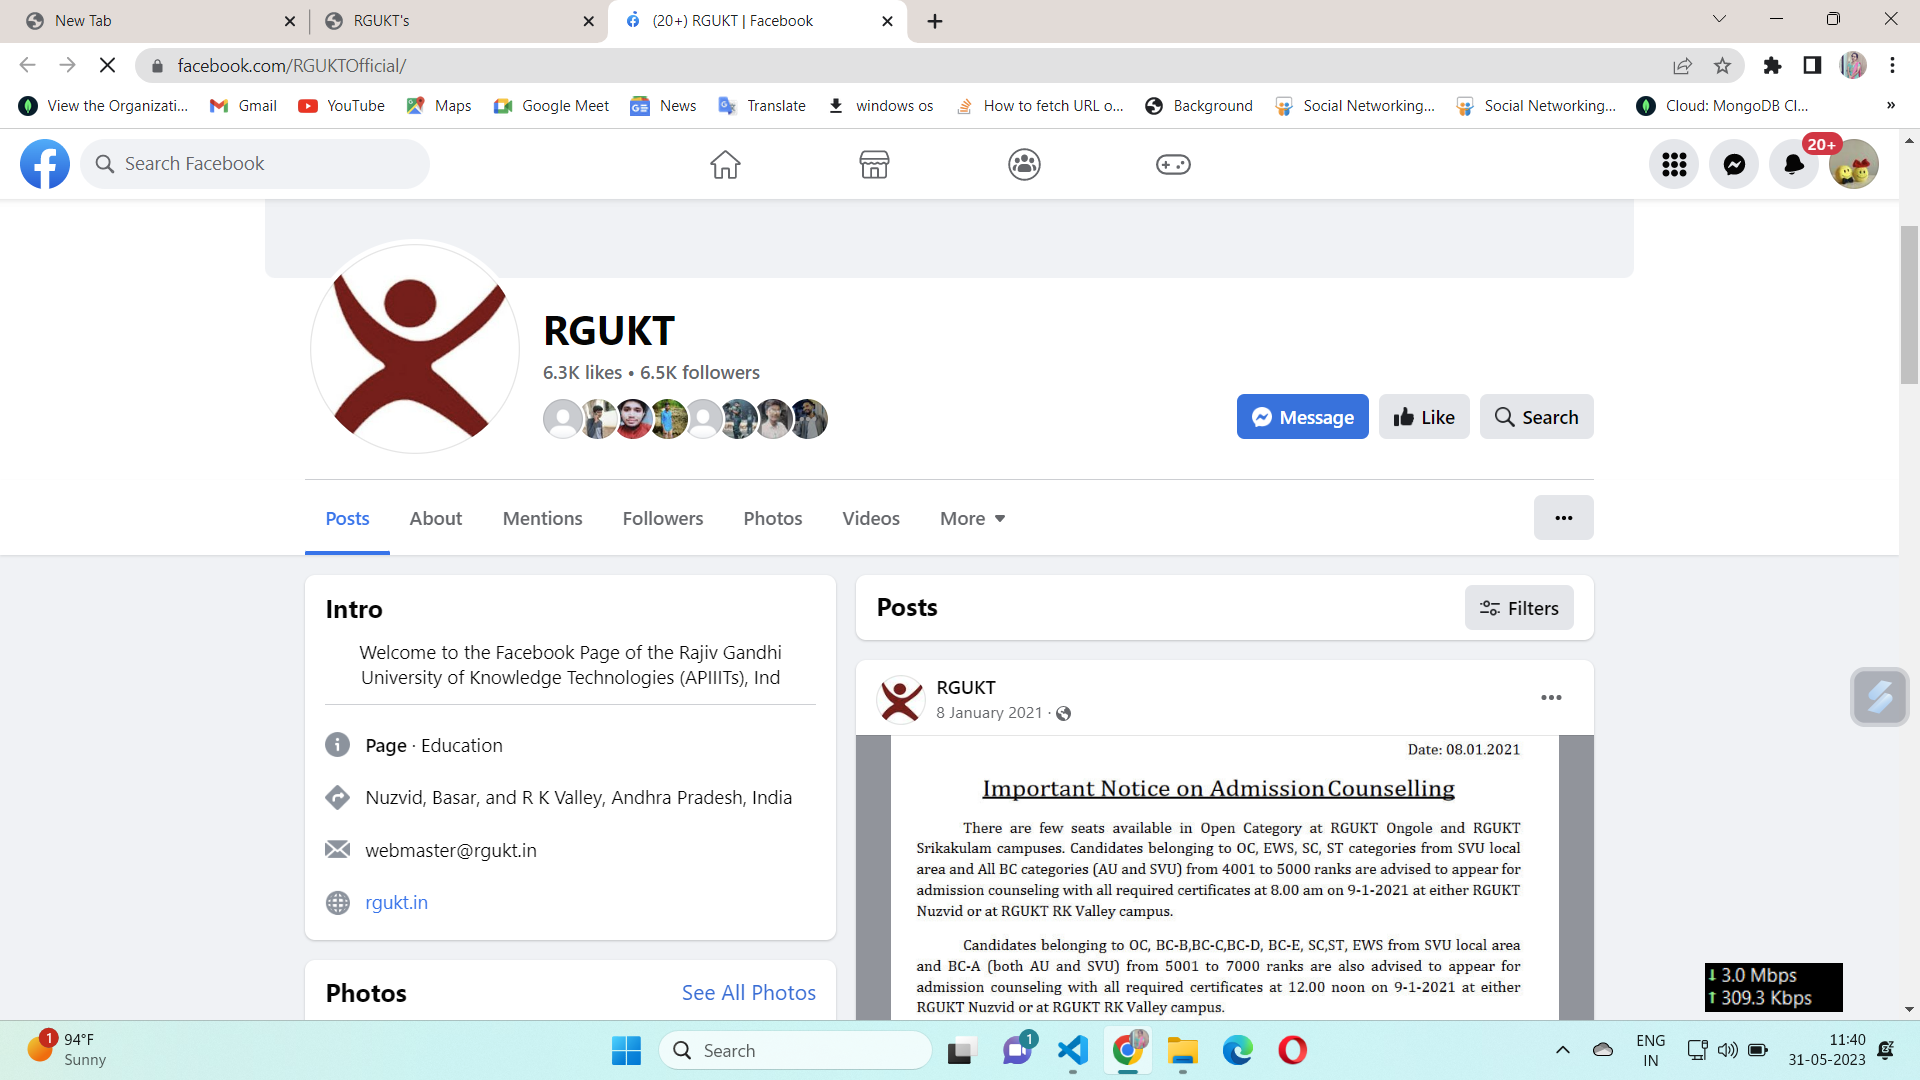 New Tab
RGUKT's
(20+) RGUKT | Facebook
facebook.com/RGUKTOfficial/
View the Organizati...
Gmail
YouTube
Maps
Google Meet
News
Translate
windows os
How to fetch URL o...
Background
Social Networking...
Social Networking...
Cloud: MongoDB Cl...
»
Search Facebook
20+
RGUKT
6.3K likes • 6.5K followers
Message
Like
Search
Posts
About
Mentions
Followers
Photos
Videos
More
Intro
Welcome to the Facebook Page of the Rajiv Gandhi
University of Knowledge Technologies (APIIITs), Ind
Page · Education
Nuzvid, Basar, and R K Valley, Andhra Pradesh, India
webmaster@rgukt.in
rgukt.in
Photos
See All Photos
Posts
Filters
RGUKT
8 January 2021 ·
Date: 08.01.2021
Important Notice on Admission Counselling
There are few seats available in Open Category at RGUKT Ongole and RGUKT
Srikakulam campuses. Candidates belonging to OC, EWS, SC, ST categories from SVU local
area and All BC categories (AU and SVU) from 4001 to 5000 ranks are advised to appear for
admission counseling with all required certificates at 8.00 am on 9-1-2021 at either RGUKT
Nuzvid or at RGUKT RK Valley campus.
Candidates belonging to OC, BC-B,BC-C,BC-D, BC-E, SC,ST, EWS from SVU local area
and BC-A (both AU and SVU) from 5001 to 7000 ranks are also advised to appear for
admission counseling with all required certificates at 12.00 noon on 9-1-2021 at either
RGUKT Nuzvid or at RGUKT RK Valley campus.
3.0 Mbps
309.3 Kbps
1
94°F
Sunny
Search
1
ENG
IN
11:40
31-05-2023